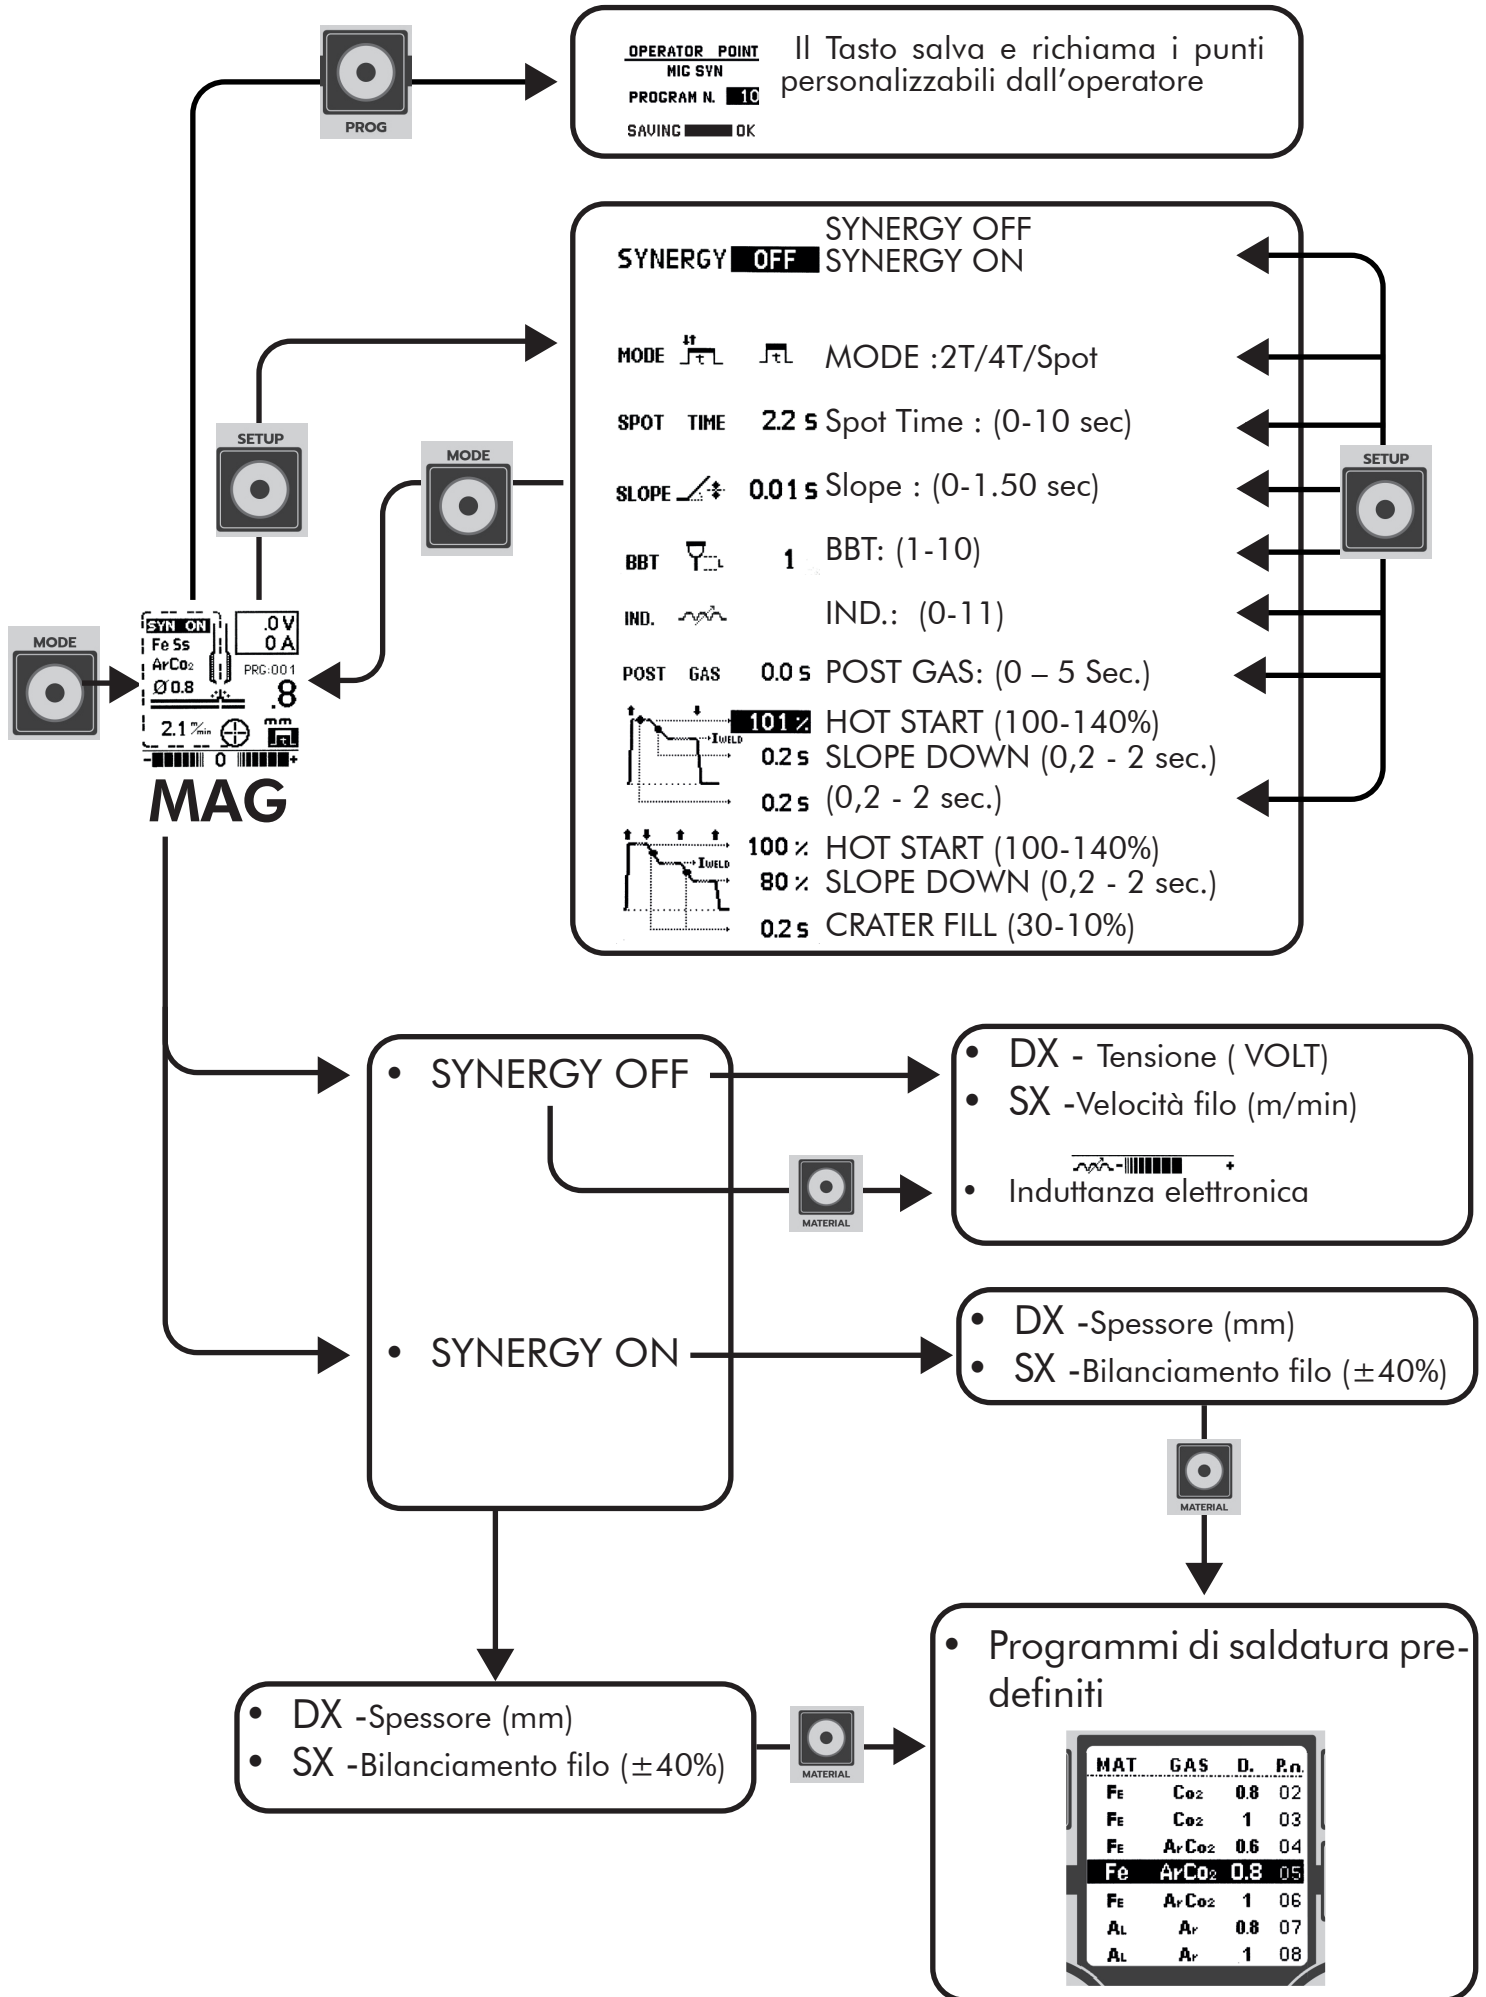 OPERATOR POINT
MIG SYN
PROGRAM N. 10
SAVING OK
Il Tasto salva e richiama i punti
personalizzabili dall'operatore
PROG
SYNERGY OFF
SYNERGY OFF SYNERGY ON
MODE t t MODE :2T/4T/Spot
SPOT TIME 2.2 s Spot Time : (0-10 sec)
SLOPE 0.01 s Slope : (0-1.50 sec)
BBT L 1 BBT: (1-10)
IND. IND.: (0-11)
POST GAS 0.0 s POST GAS: (0 – 5 Sec.)
101 % HOT START (100-140%)
IWELD
0.2 s SLOPE DOWN (0,2 - 2 sec.)
0.2 s (0,2 - 2 sec.)
100 % HOT START (100-140%)
IWELD
80 % SLOPE DOWN (0,2 - 2 sec.)
0.2 s CRATER FILL (30-10%)
SETUP
MODE
SETUP
MODE
SYN ON
Fe Ss
ArCo2
Ø 0.8
.0 V
0 A
PRG:001
.8
2.1 m/min
t
- 0 +
MAG
• SYNERGY OFF
• SYNERGY ON
• DX - Tensione ( VOLT)
• SX -Velocità filo (m/min)
- +
• Induttanza elettronica
MATERIAL
• DX -Spessore (mm)
• SX -Bilanciamento filo (±40%)
MATERIAL
• DX -Spessore (mm)
• SX -Bilanciamento filo (±40%)
MATERIAL
• Programmi di saldatura pre-
definiti
MAT GAS D. P.n.
FE Co2 0.8 02
FE Co2 1 03
FE ArCo2 0.6 04
Fe ArCo2 0.8 05
FE ArCo2 1 06
AL Ar 0.8 07
AL Ar 1 08